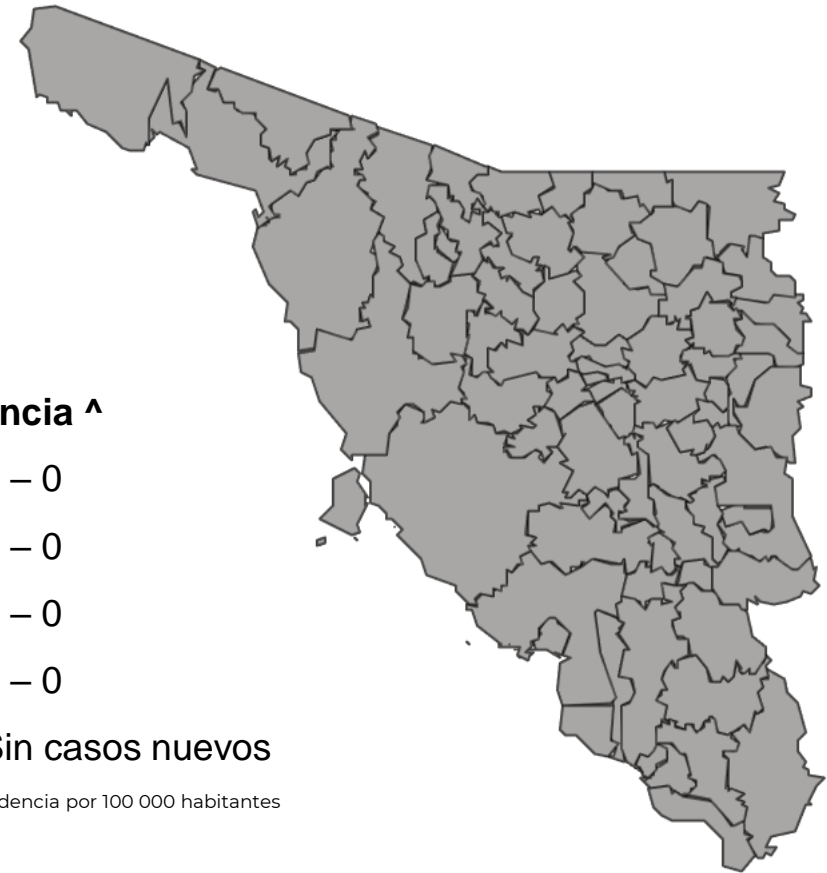 ncia ^
– 0
– 0
– 0
– 0
Sin casos nuevos
dencia por 100 000 habitantes